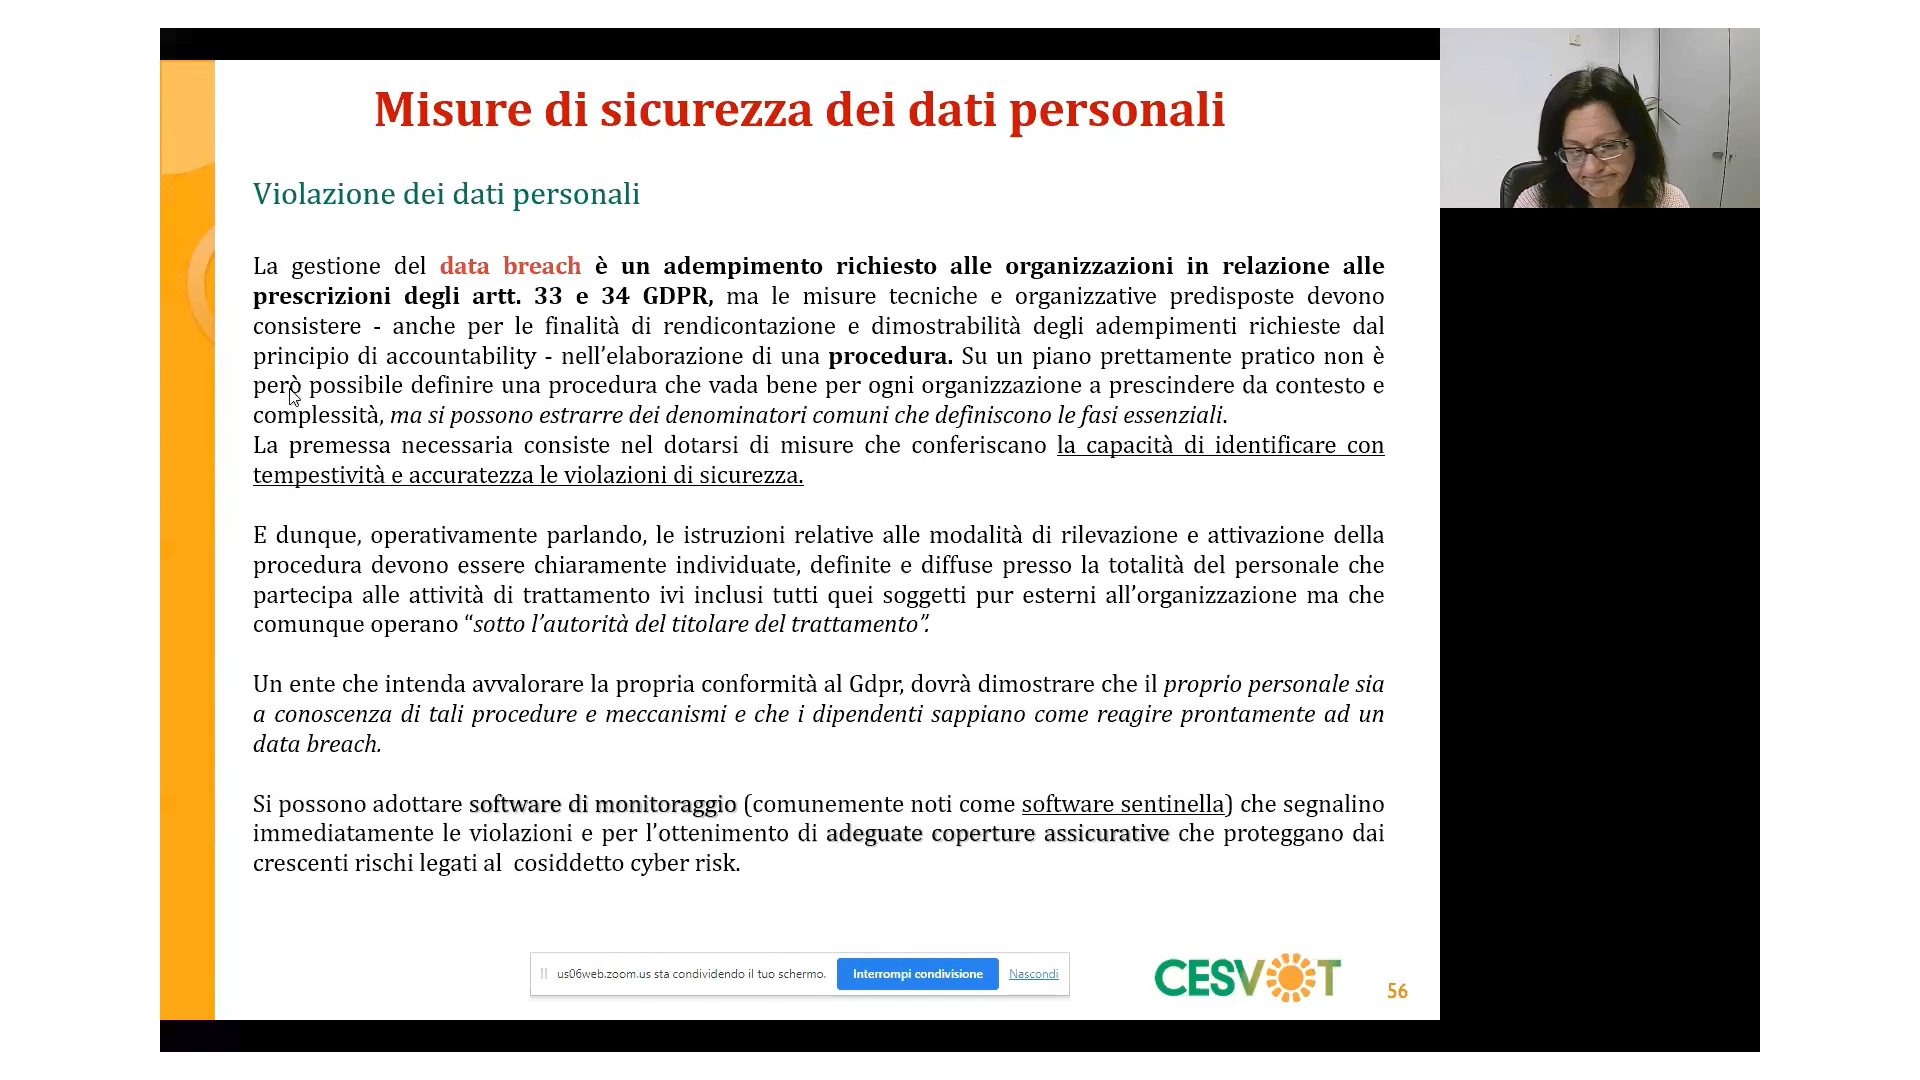 Misure di sicurezza dei dati personali
Violazione dei dati personali
La gestione del data breach è un adempimento richiesto alle organizzazioni in relazione alle
prescrizioni degli artt. 33 e 34 GDPR, ma le misure tecniche e organizzative predisposte devono
consistere - anche per le finalità di rendicontazione e dimostrabilità degli adempimenti richieste dal
principio di accountability - nell’elaborazione di una procedura. Su un piano prettamente pratico non è
però possibile definire una procedura che vada bene per ogni organizzazione a prescindere da contesto e
complessità, ma si possono estrarre dei denominatori comuni che definiscono le fasi essenziali.
La premessa necessaria consiste nel dotarsi di misure che conferiscano la capacità di identificare con
tempestività e accuratezza le violazioni di sicurezza.
E dunque, operativamente parlando, le istruzioni relative alle modalità di rilevazione e attivazione della
procedura devono essere chiaramente individuate, definite e diffuse presso la totalità del personale che
partecipa alle attività di trattamento ivi inclusi tutti quei soggetti pur esterni all’organizzazione ma che
comunque operano “sotto l’autorità del titolare del trattamento”.
Un ente che intenda avvalorare la propria conformità al Gdpr, dovrà dimostrare che il proprio personale sia
a conoscenza di tali procedure e meccanismi e che i dipendenti sappiano come reagire prontamente ad un
data breach.
Si possono adottare software di monitoraggio (comunemente noti come software sentinella) che segnalino
immediatamente le violazioni e per l’ottenimento di adeguate coperture assicurative che proteggano dai
crescenti rischi legati al  cosiddetto cyber risk.
us06web.zoom.us sta condividendo il tuo schermo. Interrompi condivisione Nascondi
CESVOT
56